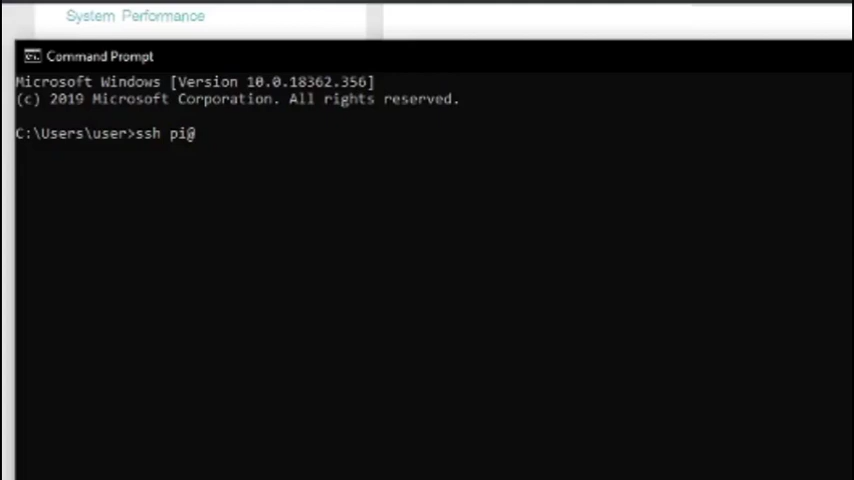 System Performance
Command Prompt
Microsoft Windows [Version 10.0.18362.356]
(c) 2019 Microsoft Corporation. All rights reserved.
C:\Users\user>ssh pi@